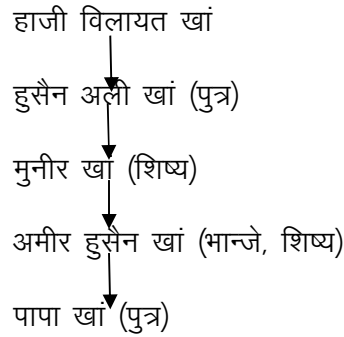 हाजी विलायत खां
हुसैन अली खां (पुत्र)
मुनीर खां (शिष्य)
अमीर हुसैन खां (भान्जे, शिष्य)
पापा खां (पुत्र)